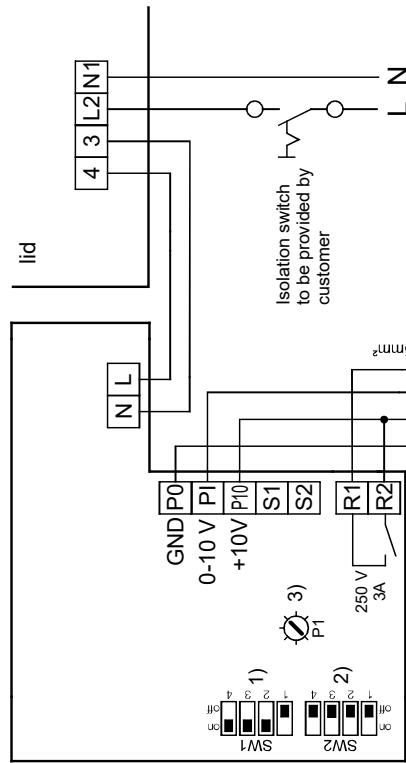 lid
4 3 L2 N1
N L
Isolation switch
to be provided by
customer
L N
GND P0
0-10 V PI
+10V P10
S1
S2
R1
R2
250 V
3A
mm²
3)
P1
1)
off
4 3 2 1
on
SW1
2)
off
4 3 2 1
on
SW2